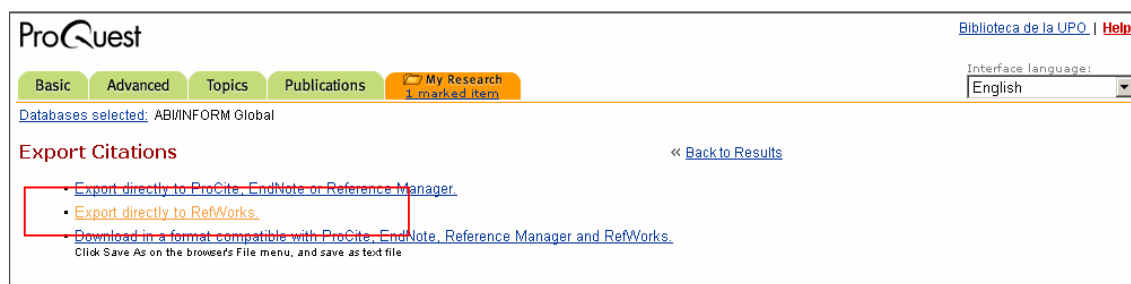 ProQuest
Biblioteca de la UPO | Help
Basic Advanced Topics Publications My Research
1 marked item
Interface language:
English
Databases selected: ABI/INFORM Global
Export Citations
« Back to Results
Export directly to ProCite, EndNote or Reference Manager.
Export directly to RefWorks.
Download in a format compatible with ProCite, EndNote, Reference Manager and RefWorks.
Click Save As on the browser's File menu, and save as text file